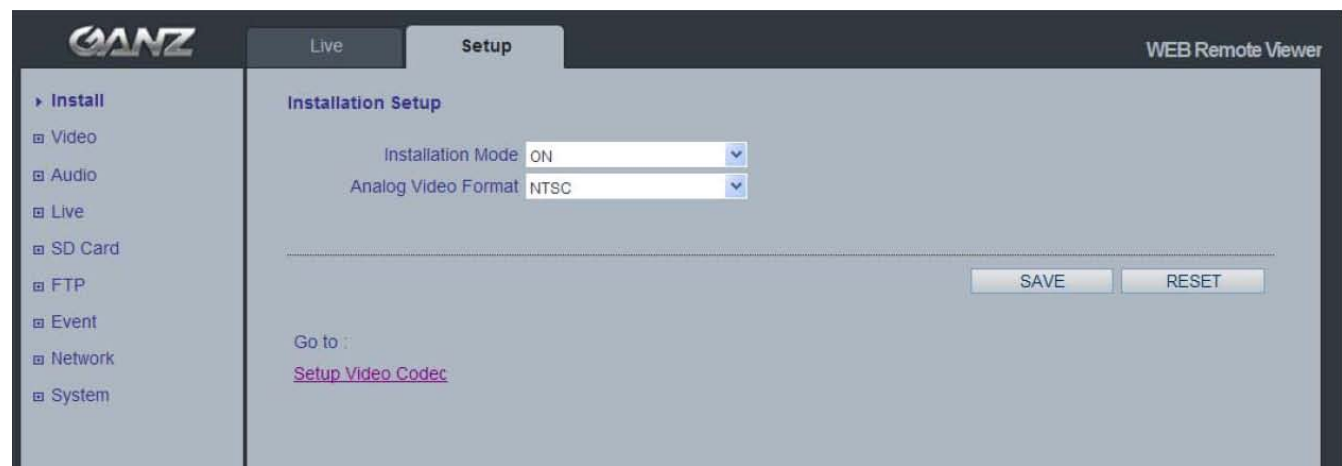 GANZ
Live
Setup
WEB Remote Viewer
Install
Video
Audio
Live
SD Card
FTP
Event
Network
System
Installation Setup
Installation Mode ON
Analog Video Format NTSC
SAVE RESET
Go to :
Setup Video Codec